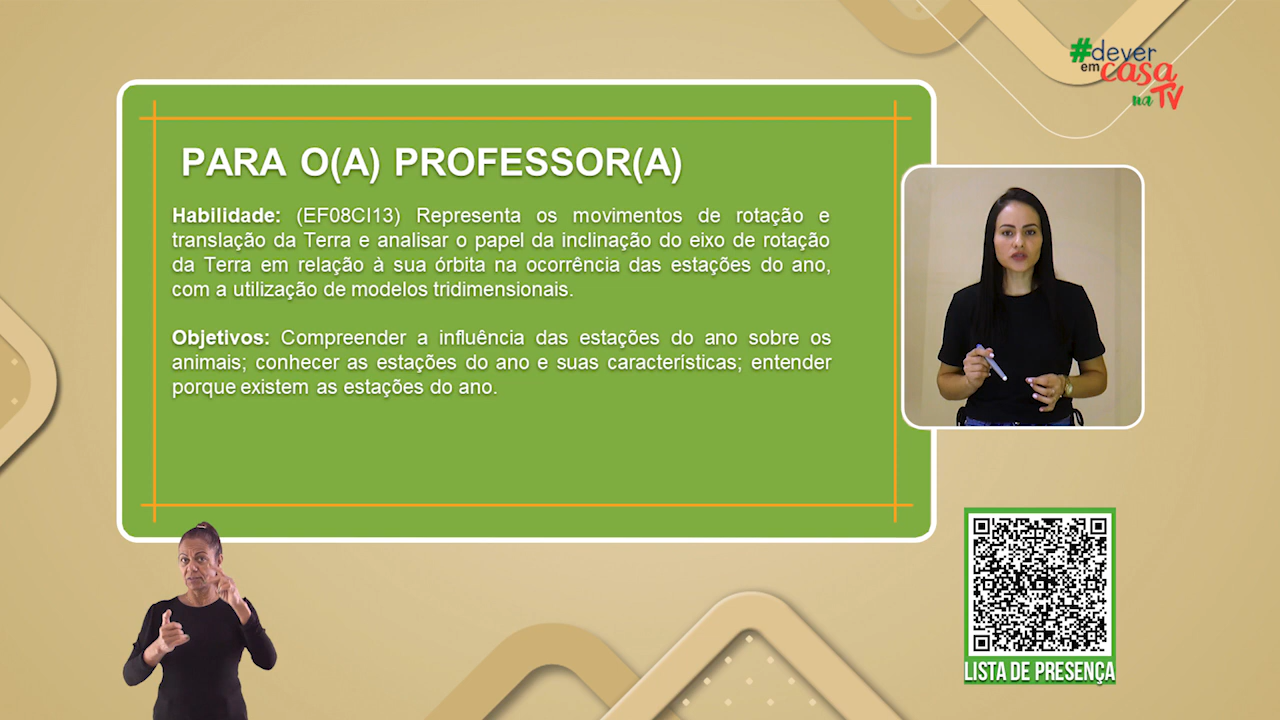 #dever
em casa
na TV
PARA O(A) PROFESSOR(A)
Habilidade: (EF08CI13) Representa os movimentos de rotação e
translação da Terra e analisar o papel da inclinação do eixo de rotação
da Terra em relação à sua órbita na ocorrência das estações do ano,
com a utilização de modelos tridimensionais.
Objetivos: Compreender a influência das estações do ano sobre os
animais; conhecer as estações do ano e suas características; entender
porque existem as estações do ano.
LISTA DE PRESENÇA